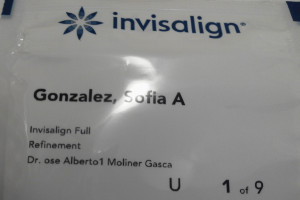 invisalign®
Gonzalez, Sofia A
Invisalign Full
Refinement
Dr. ose Alberto1 Moliner Gasca
U 1 of 9